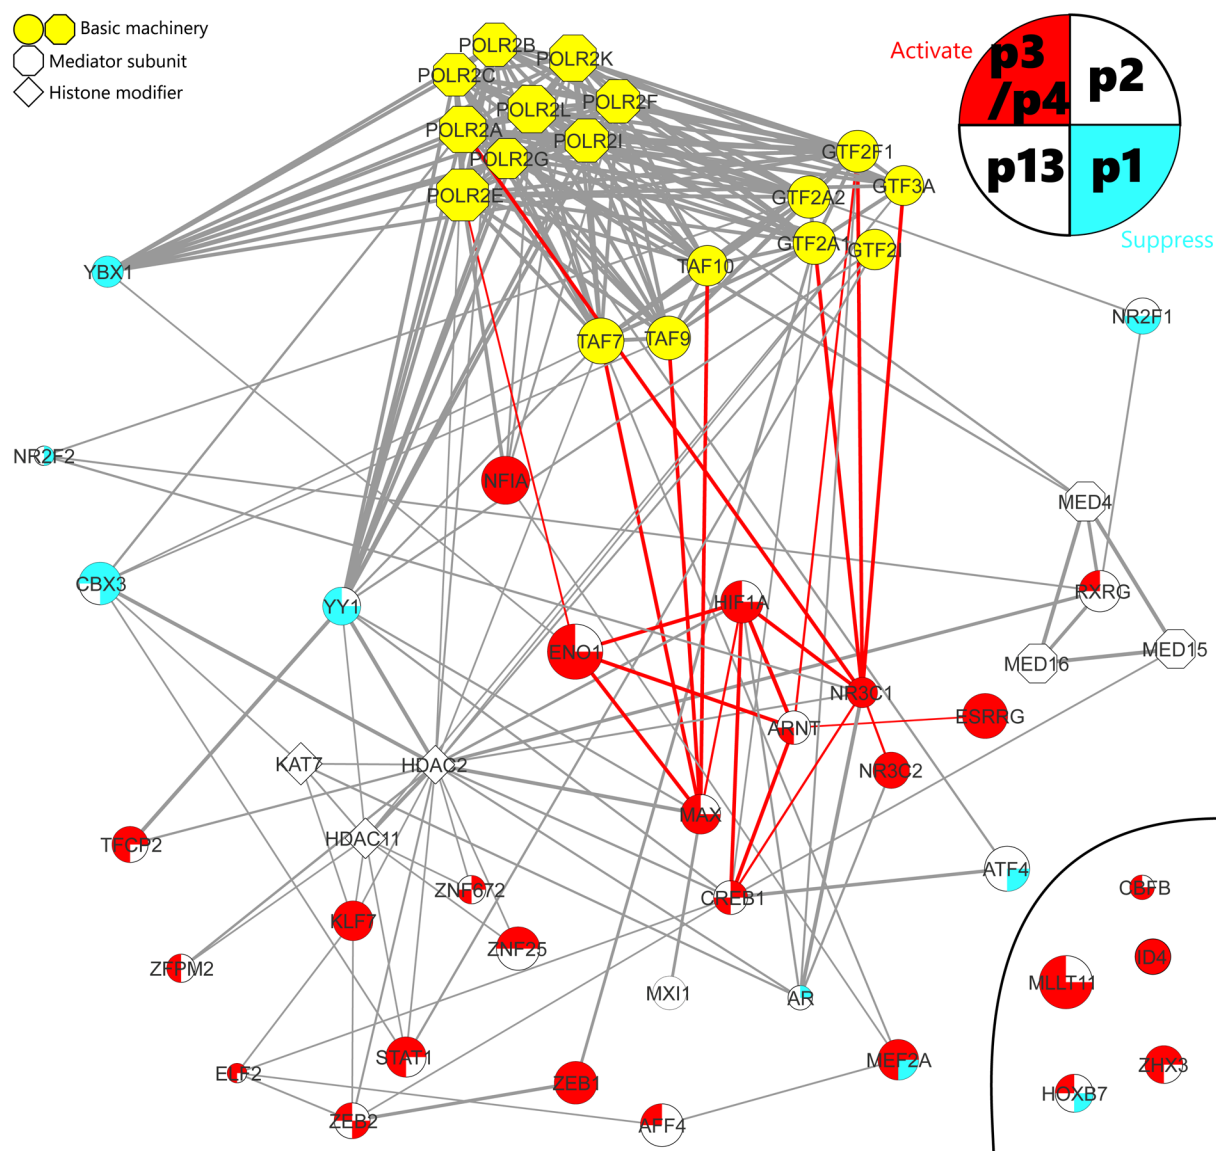 Basic machinery
Mediator subunit
Histone modifier
POLR2B
POLR2K
POLR2C
POLR2L
POLR2F
POLR2A
POLR2I
POLR2G
POLR2E
GTF2F1
GTF3A
GTF2A2
GTF2A1
GTF2I
TAF10
TAF7
TAF9
Activate
p3
/p4
p2
p13
p1
Suppress
YBX1
NR2F1
NR2F2
NFIA
MED4
CBX3
YY1
HIF1A
RXRG
ENO1
MED16
MED15
NR3C1
ESRRG
ARNT
KAT7
HDAC2
NR3C2
MAX
TFCP2
HDAC11
ATF4
ZNF672
CREB1
CBFB
KLF7
ZNF25
ID4
ZFPM2
MXI1
AR
MLLT11
STAT1
MEF2A
ZHX3
ELF2
ZEB1
HOXB7
ZEB2
AFF4